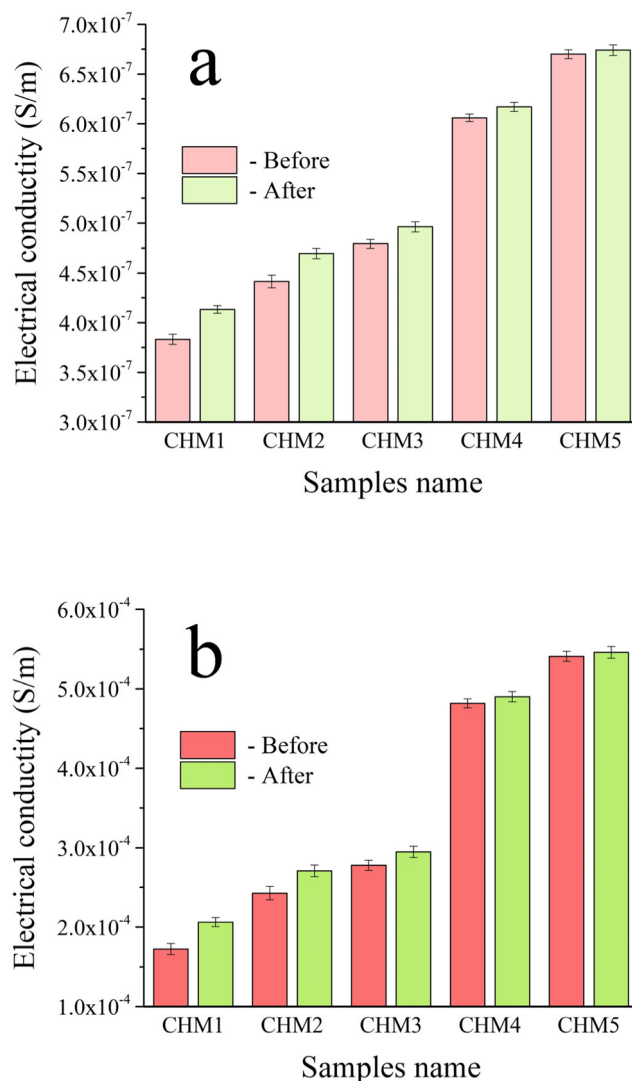 a
Electrical conductity (S/m)
7.0x10⁻⁷
6.5x10⁻⁷
6.0x10⁻⁷
5.5x10⁻⁷
5.0x10⁻⁷
4.5x10⁻⁷
4.0x10⁻⁷
3.5x10⁻⁷
3.0x10⁻⁷
- Before
- After
CHM1 CHM2 CHM3 CHM4 CHM5
Samples name
b
Electrical conductity (S/m)
6.0x10⁻⁴
5.0x10⁻⁴
4.0x10⁻⁴
3.0x10⁻⁴
2.0x10⁻⁴
1.0x10⁻⁴
- Before
- After
CHM1 CHM2 CHM3 CHM4 CHM5
Samples name